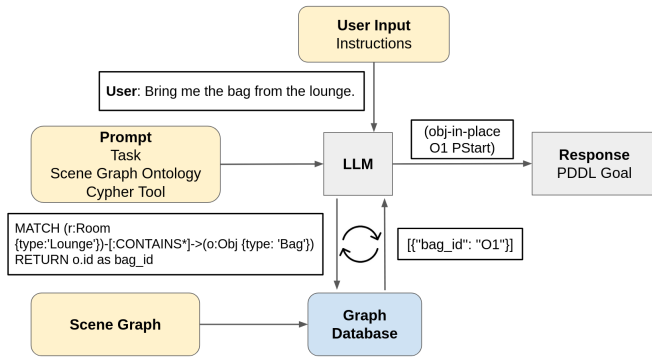 User Input
Instructions
User: Bring me the bag from the lounge.
Prompt
Task
Scene Graph Ontology
Cypher Tool
LLM
(obj-in-place
O1 PStart)
Response
PDDL Goal
MATCH (r:Room
{type:'Lounge'})-[:CONTAINS*]->(o:Obj {type: 'Bag'})
RETURN o.id as bag_id
[{"bag_id": "O1"}]
Scene Graph
Graph
Database